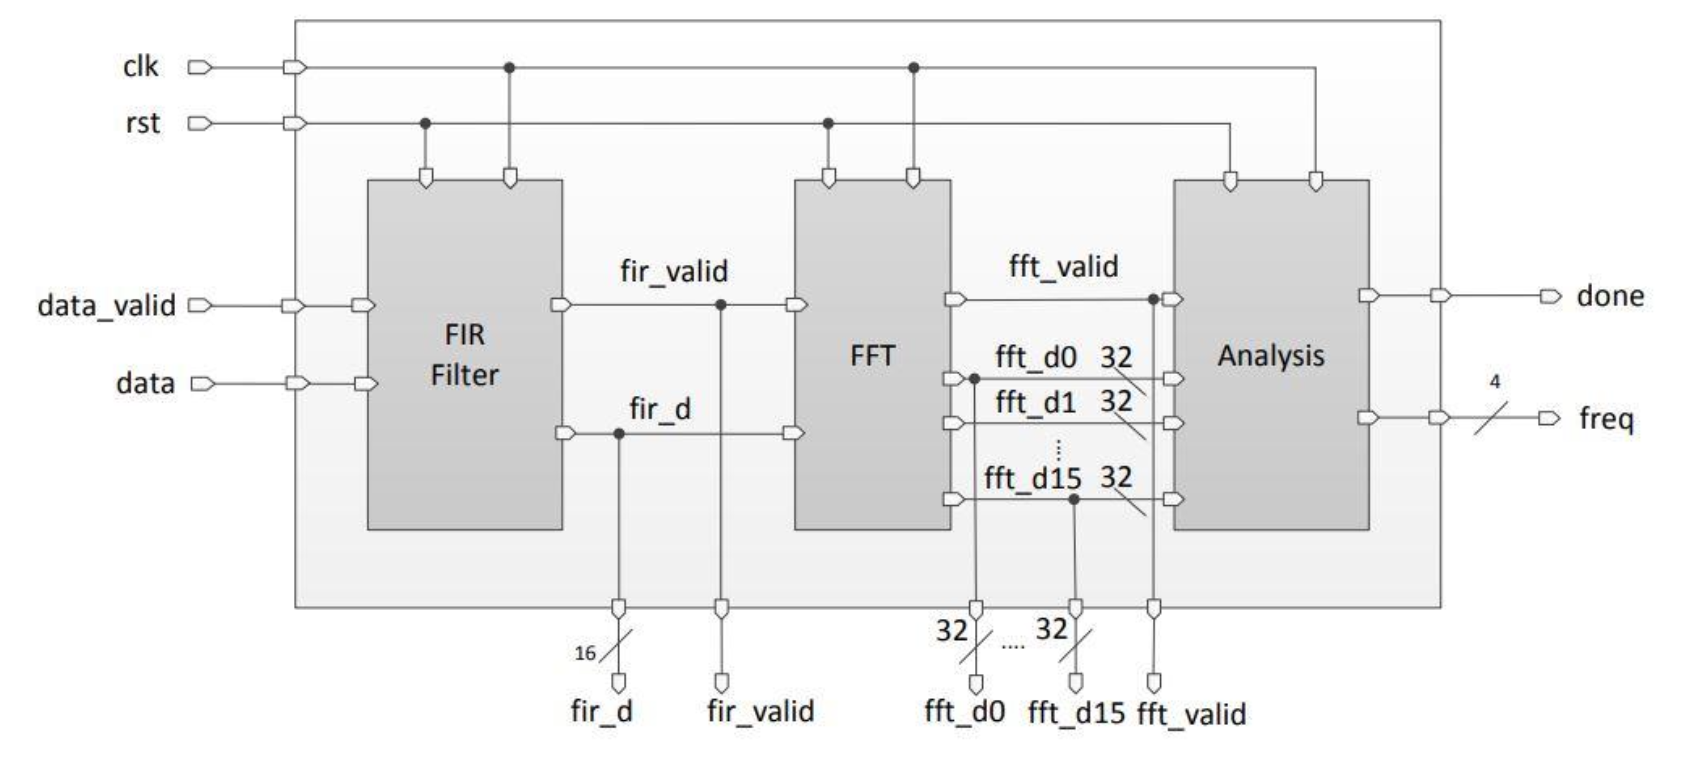 clk
rst
data_valid
data
FIR
Filter
fir_valid
fir_d
FFT
fft_valid
fft_d0 32
fft_d1 32
fft_d15 32
Analysis
done
4
freq
16
fir_d
fir_valid
32
....
32
fft_d0
fft_d15
fft_valid